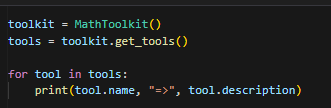 toolkit = MathToolkit()
tools = toolkit.get_tools()

for tool in tools:
    print(tool.name, "=>", tool.description)